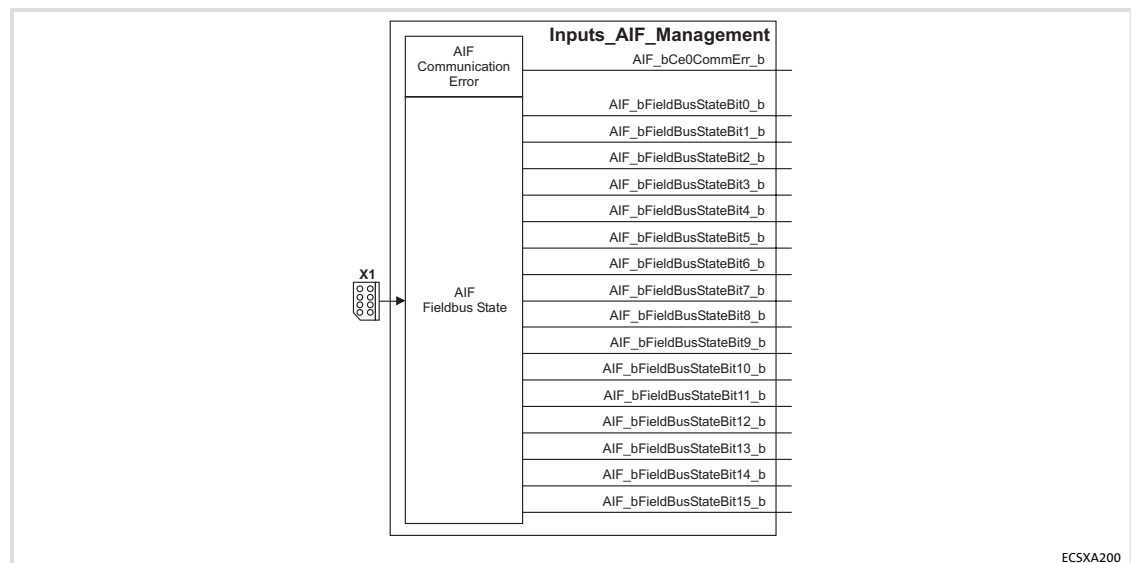 Inputs_AIF_Management
AIF
Communication
Error
AIF_bCe0CommErr_b
AIF_bFieldBusStateBit0_b
AIF_bFieldBusStateBit1_b
AIF_bFieldBusStateBit2_b
AIF_bFieldBusStateBit3_b
AIF_bFieldBusStateBit4_b
AIF_bFieldBusStateBit5_b
AIF_bFieldBusStateBit6_b
X1
AIF
Fieldbus State
AIF_bFieldBusStateBit7_b
AIF_bFieldBusStateBit8_b
AIF_bFieldBusStateBit9_b
AIF_bFieldBusStateBit10_b
AIF_bFieldBusStateBit11_b
AIF_bFieldBusStateBit12_b
AIF_bFieldBusStateBit13_b
AIF_bFieldBusStateBit14_b
AIF_bFieldBusStateBit15_b
ECSXA200